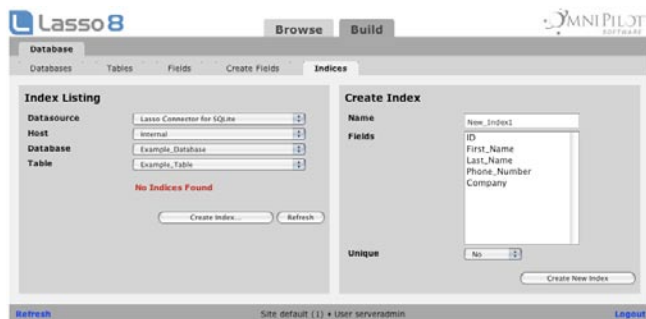 Lasso 8
Browse Build
OMNIPILOT
SOFTWARE
Database
Databases Tables Fields Create Fields Indices
Index Listing
Datasource Lasso Connector for SQLite
Host Internal
Database Example_Database
Table Example_Table
No Indices Found
Create Index... Refresh
Create Index
Name New_Index1
Fields ID
First_Name
Last_Name
Phone_Number
Company
Unique No
Create New Index
Refresh Site default (1) • User serveradmin Logout